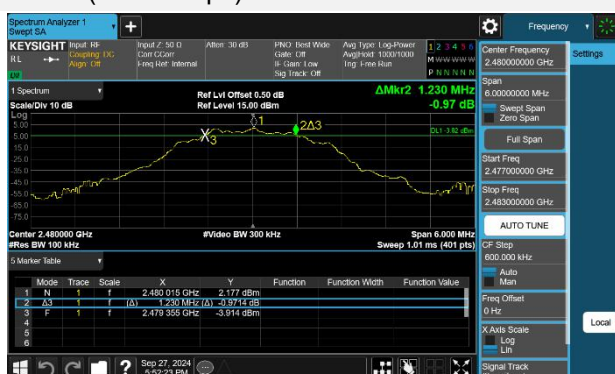 Spectrum Analyzer 1
Swept SA
+
Frequency
KEYSIGHT Input: RF Input Z: 50 Ω Atten: 30 dB PNO: Best Wide Avg Type: Log-Power 1 2 3 4 5 6
RL Coupling: DC Corr CCorr Gate: Off Avg|Hold: 1000/1000 M W W W W W
Align: Off Freq Ref: Internal IF Gain: Low Trig: Free Run P N N N N N
Sig Track: Off
1 Spectrum
Ref Lvl Offset 0.50 dB ΔMkr2 1.230 MHz
Scale/Div 10 dB Ref Level 15.00 dBm -0.97 dB
Log
5.00
1
2Δ3
3
-5.00
DL1 -3.82 dBm
-15.0
-25.0
-35.0
-45.0
-55.0
-65.0
-75.0
Center 2.480000 GHz #Video BW 300 kHz Span 6.000 MHz
#Res BW 100 kHz Sweep 1.01 ms (401 pts)
5 Marker Table
Mode Trace Scale X Y Function Function Width Function Value
1 N 1 f 2.480 015 GHz 2.177 dBm
2 Δ3 1 f (Δ) 1.230 MHz (Δ) -0.9714 dB
3 F 1 f 2.479 355 GHz -3.914 dBm
4
5
6
Sep 27, 2024
5:52:23 PM
Center Frequency
2.480000000 GHz
Settings
Span
6.00000000 MHz
Swept Span
Zero Span
Full Span
Start Freq
2.477000000 GHz
Stop Freq
2.483000000 GHz
AUTO TUNE
CF Step
600.000 kHz
Auto
Man
Freq Offset
0 Hz
X Axis Scale
Log
Lin
Local
Signal Track